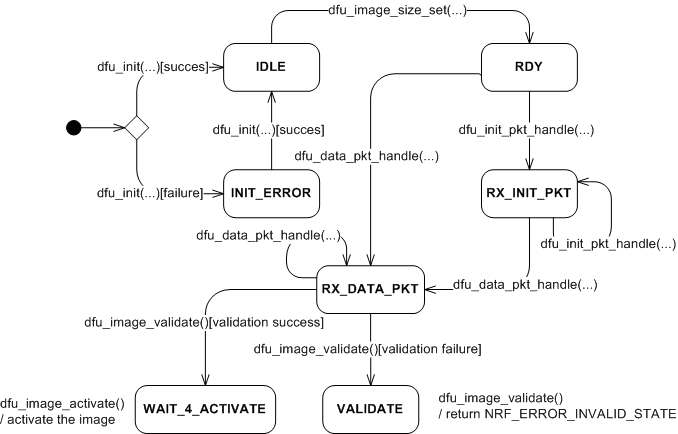 dfu_image_size_set(...)
dfu_init(...)[succes]
IDLE
RDY
dfu_init(...)[succes]
dfu_init_pkt_handle(...)
dfu_data_pkt_handle(...)
dfu_init(...)[failure]
INIT_ERROR
RX_INIT_PKT
dfu_data_pkt_handle(...)
dfu_init_pkt_handle(...)
RX_DATA_PKT
dfu_data_pkt_handle(...)
dfu_image_validate()[validation success]
dfu_image_validate()[validation failure]
dfu_image_activate()
/ activate the image
WAIT_4_ACTIVATE
VALIDATE
dfu_image_validate()
/ return NRF_ERROR_INVALID_STATE